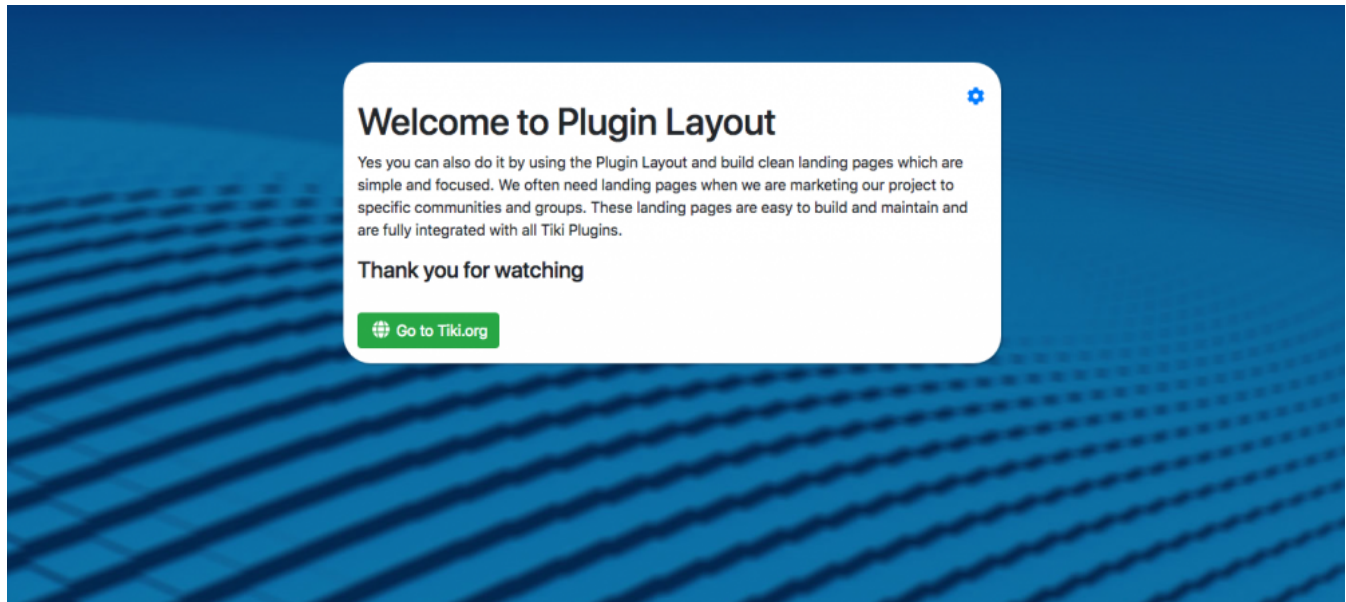 Welcome to Plugin Layout
Yes you can also do it by using the Plugin Layout and build clean landing pages which are
simple and focused. We often need landing pages when we are marketing our project to
specific communities and groups. These landing pages are easy to build and maintain and
are fully integrated with all Tiki Plugins.
Thank you for watching
Go to Tiki.org